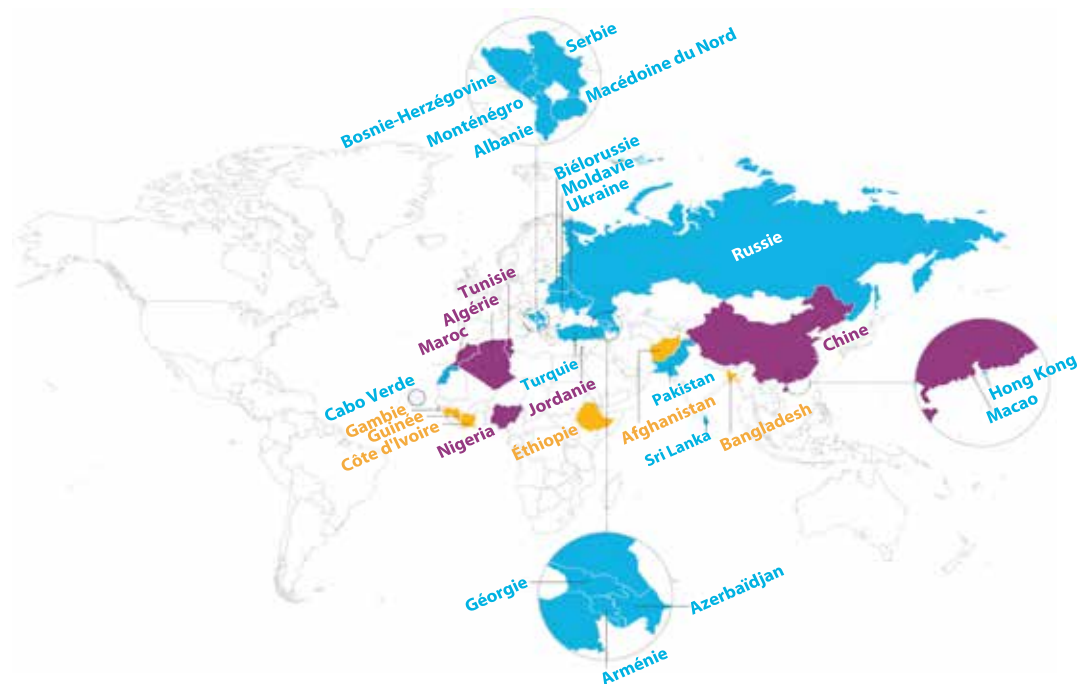 Serbie
Macédoine du Nord
Bosnie-Herzégovine
Monténégro
Albanie
Biélorussie
Moldavie
Ukraine
Russie
Tunisie
Algérie
Maroc
Chine
Hong Kong
Macao
Turquie
Jordanie
Pakistan
Cabo Verde
Gambie
Guinée
Côte d'Ivoire
Nigeria
Éthiopie
Afghanistan
Sri Lanka
Bangladesh
Géorgie
Azerbaïdjan
Arménie